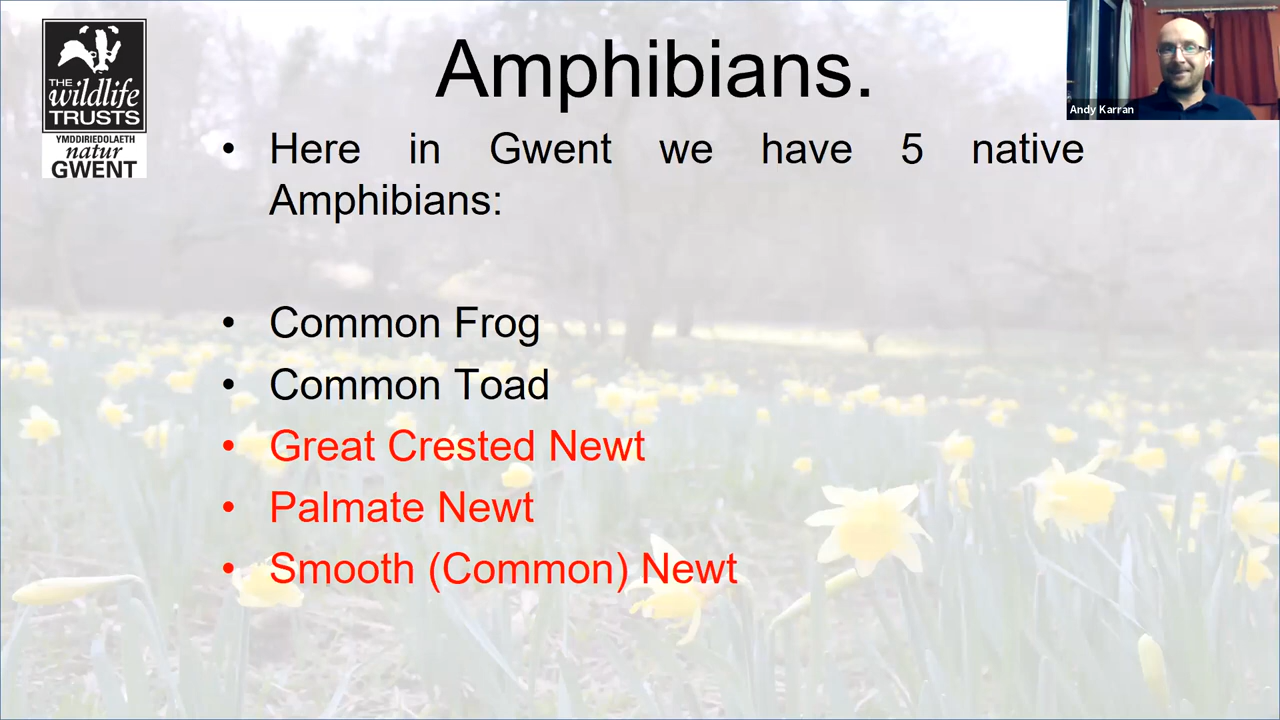 THE
wildlife
TRUSTS
YMDDIRIEDOLAETH
natur
GWENT
Amphibians.
Andy Karran
• Here in Gwent we have 5 native
Amphibians:
• Common Frog
• Common Toad
• Great Crested Newt
• Palmate Newt
• Smooth (Common) Newt